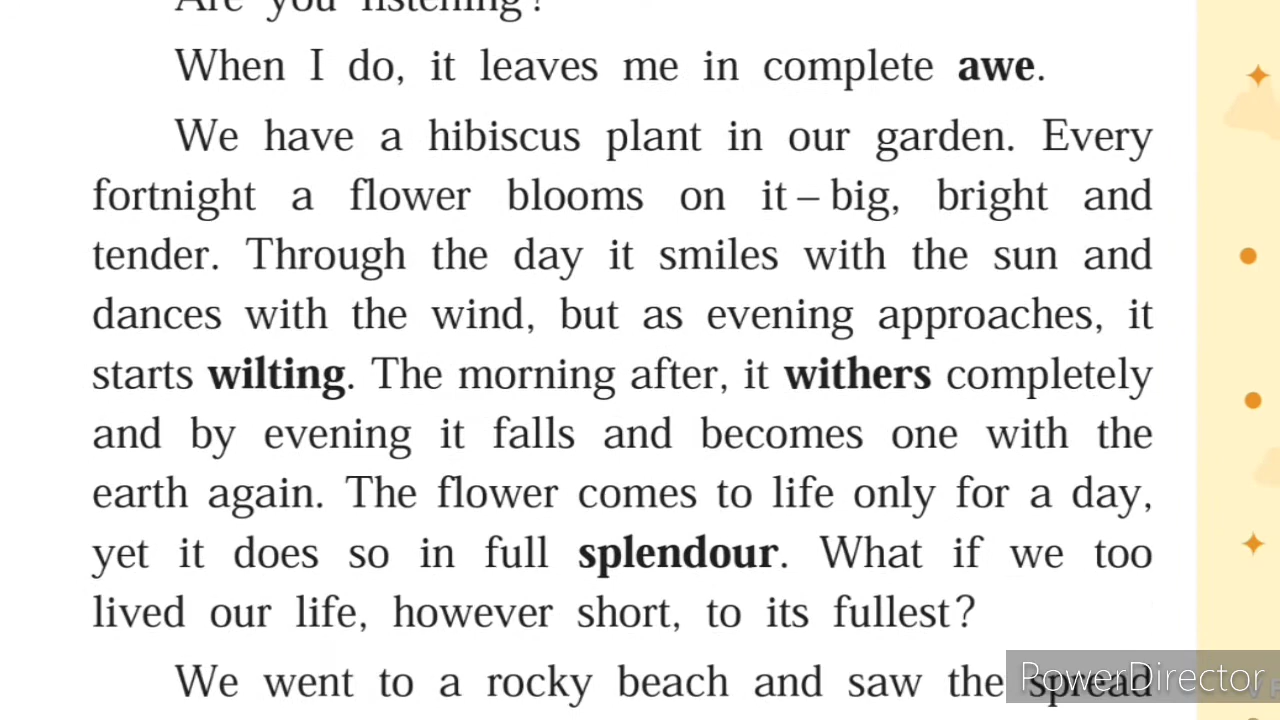 Are you listening?
When I do, it leaves me in complete awe.
We have a hibiscus plant in our garden. Every
fortnight a flower blooms on it – big, bright and
tender. Through the day it smiles with the sun and
dances with the wind, but as evening approaches, it
starts wilting. The morning after, it withers completely
and by evening it falls and becomes one with the
earth again. The flower comes to life only for a day,
yet it does so in full splendour. What if we too
lived our life, however short, to its fullest?
We went to a rocky beach and saw the spread
PowerDirector